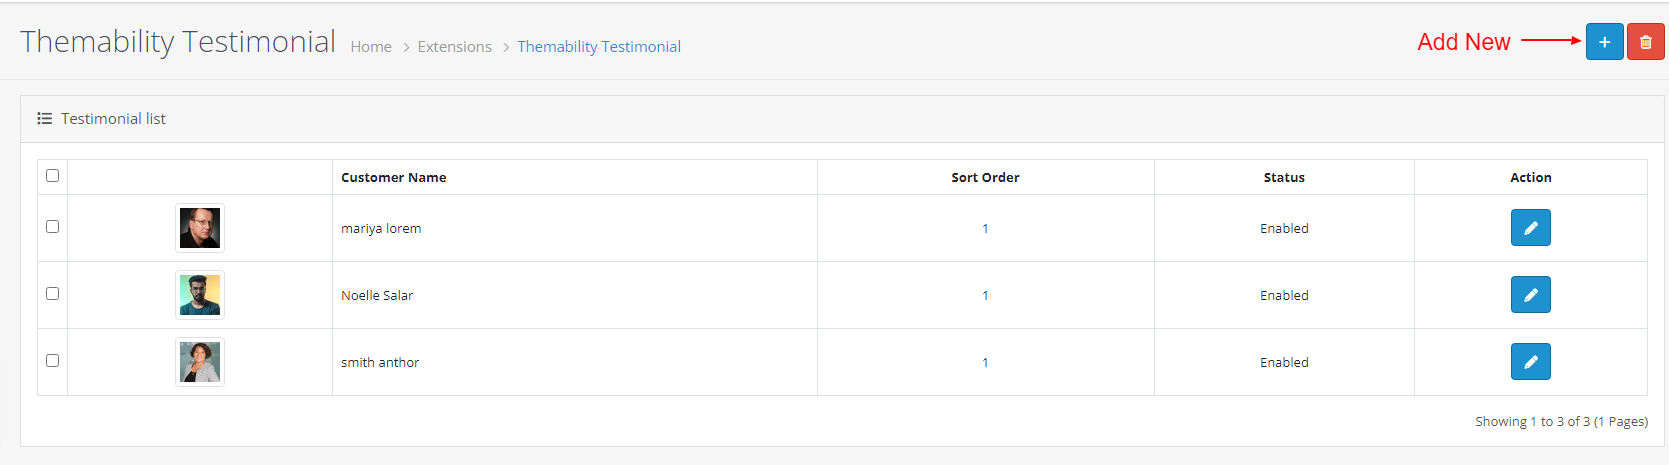 Themability Testimonial Home > Extensions > Themability Testimonial Add New
Testimonial list
Customer Name Sort Order Status Action
mariya lorem 1 Enabled
Noelle Salar 1 Enabled
smith anthor 1 Enabled
Showing 1 to 3 of 3 (1 Pages)